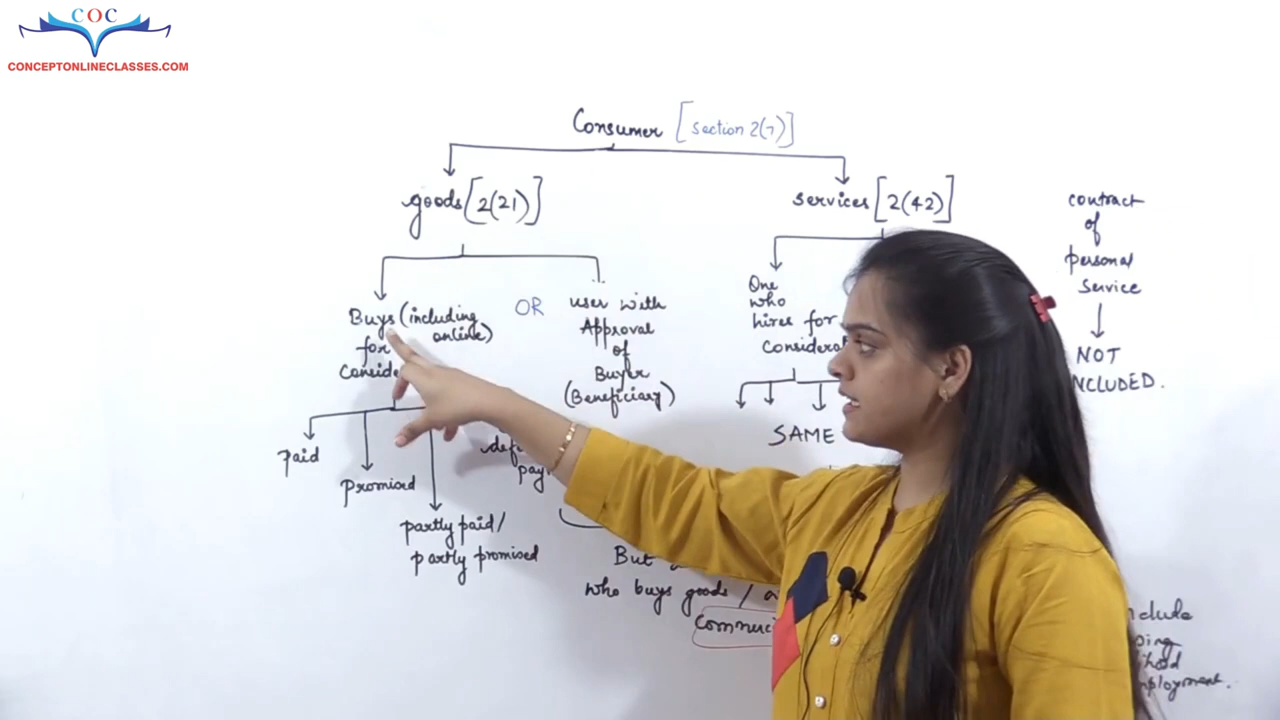 COC
CONCEPTONLINECLASSES.COM
Consumer [section 2(7)]
goods [2(21)]
services [2(42)]
contract
of
personal
service
NOT
Buys (including
online)
for
OR
user with
Approval
of
Buyer
(Beneficiary)
One
who
hires for
SAME
paid
promised
partly paid/
partly promised
But
who buys goods /